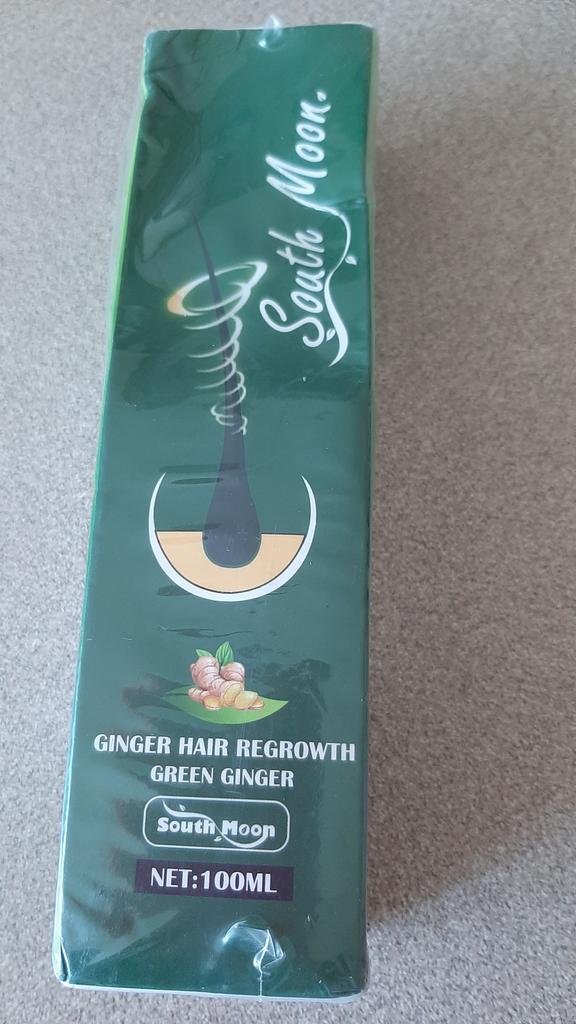 South Moon.
GINGER HAIR REGROWTH
GREEN GINGER
South Moon
NET:100ML